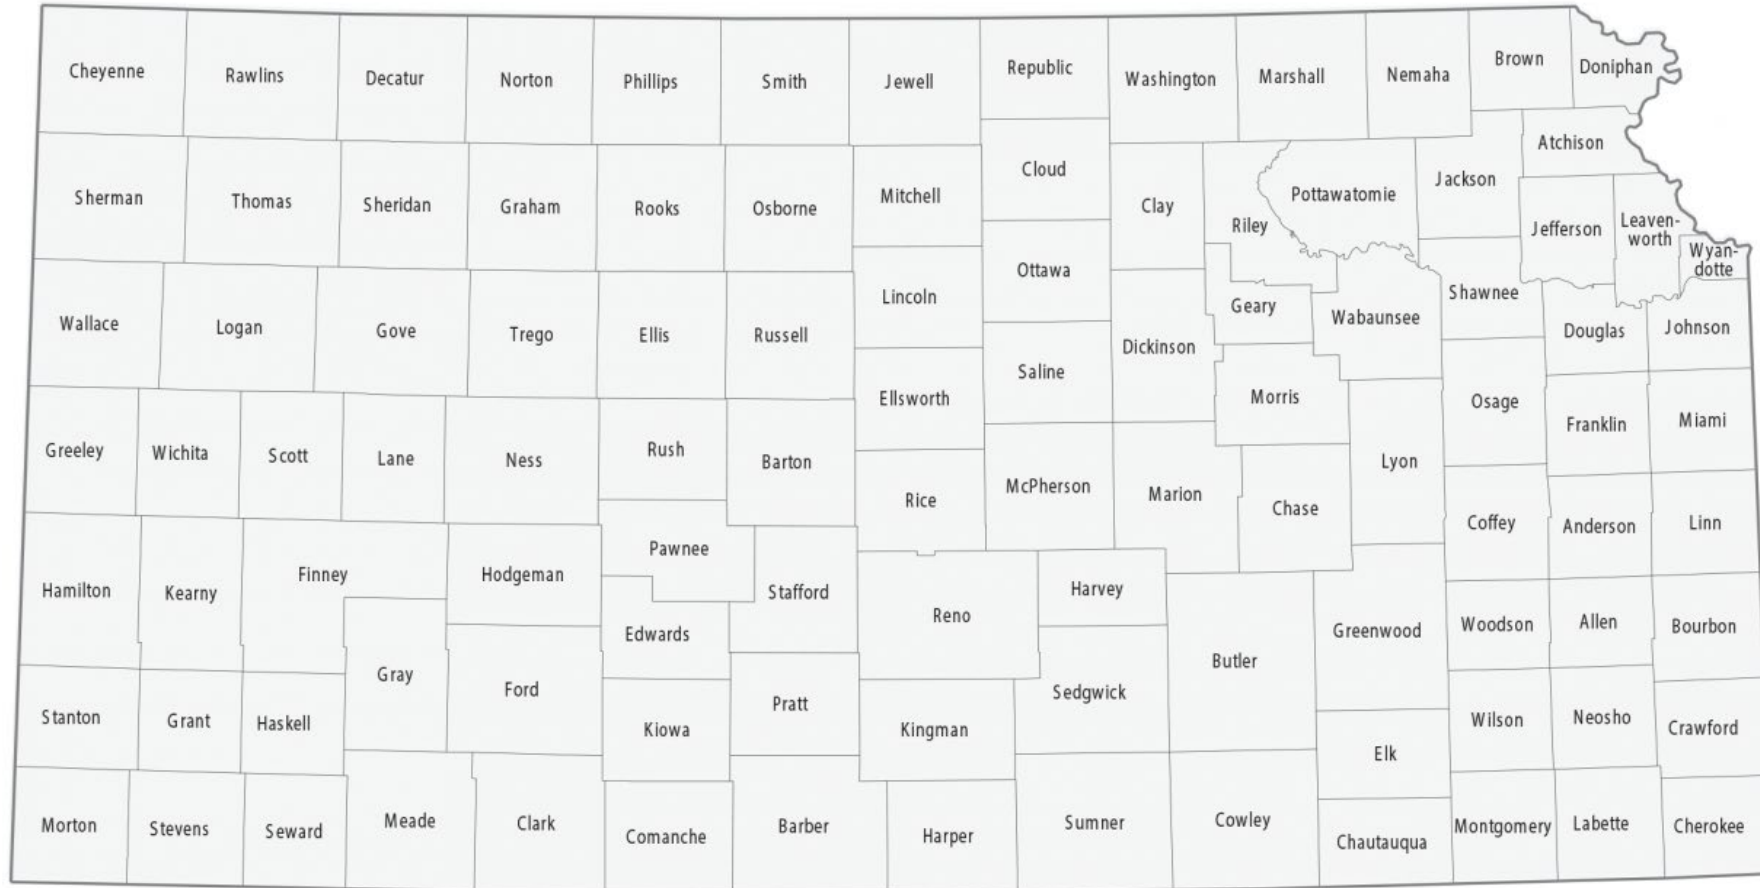 Cheyenne
Rawlins
Decatur
Norton
Phillips
Smith
Jewell
Republic
Washington
Marshall
Nemaha
Brown
Doniphan
Atchison
Sherman
Thomas
Sheridan
Graham
Rooks
Osborne
Mitchell
Cloud
Clay
Riley
Pottawatomie
Jackson
Jefferson
Leaven-
worth
Wyan-
dotte
Wallace
Logan
Gove
Trego
Ellis
Russell
Lincoln
Ottawa
Dickinson
Geary
Wabaunsee
Shawnee
Douglas
Johnson
Greeley
Wichita
Scott
Lane
Ness
Rush
Barton
Ellsworth
Saline
Morris
Lyon
Osage
Franklin
Miami
Rice
McPherson
Marion
Chase
Coffey
Anderson
Linn
Hamilton
Kearny
Finney
Hodgeman
Pawnee
Stafford
Edwards
Reno
Harvey
Butler
Greenwood
Woodson
Allen
Bourbon
Gray
Ford
Stanton
Grant
Haskell
Kiowa
Pratt
Kingman
Sedgwick
Elk
Wilson
Neosho
Crawford
Morton
Stevens
Seward
Meade
Clark
Comanche
Barber
Harper
Sumner
Cowley
Chautauqua
Montgomery
Labette
Cherokee